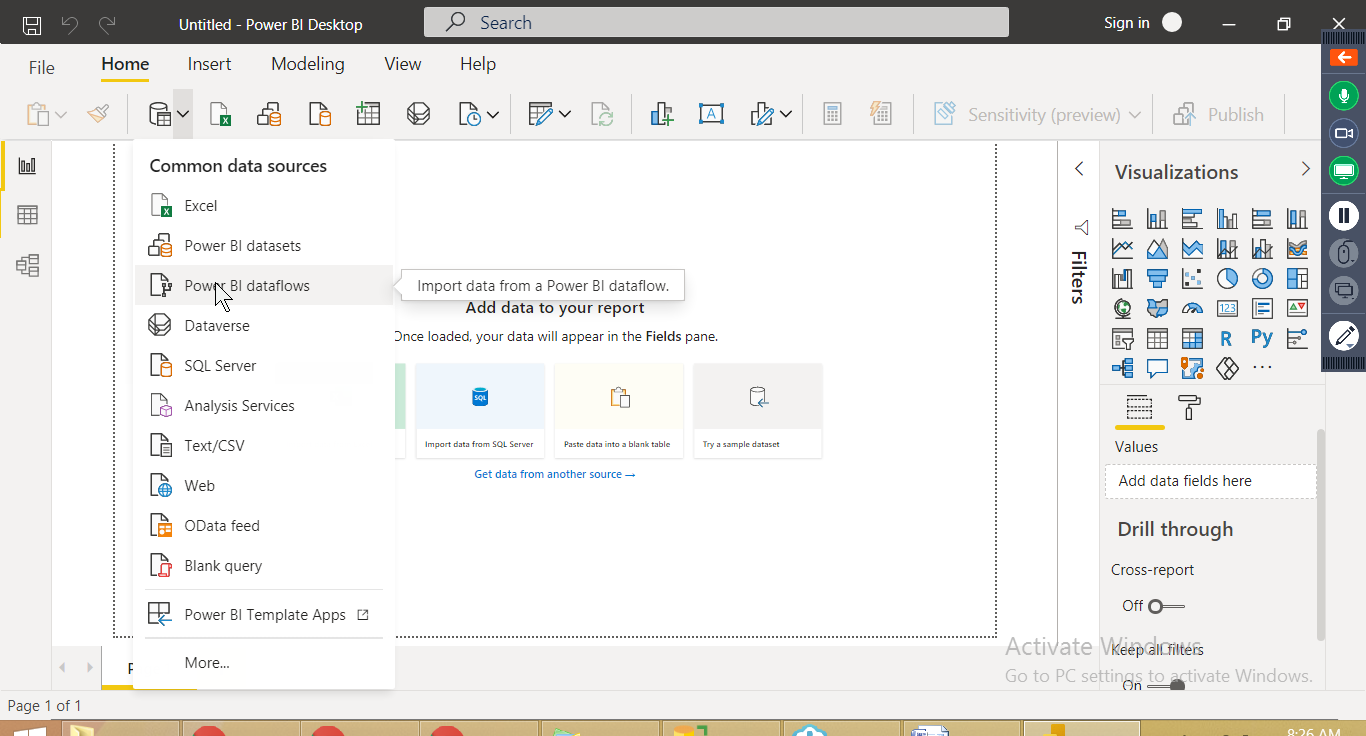 Untitled - Power BI Desktop
Search
Sign in
File
Home
Insert
Modeling
View
Help
Sensitivity (preview)
Publish
Common data sources
Excel
Power BI datasets
Power BI dataflows
Dataverse
SQL Server
Analysis Services
Text/CSV
Web
OData feed
Blank query
Power BI Template Apps
More...
Import data from a Power BI dataflow.
Add data to your report
Once loaded, your data will appear in the Fields pane.
SQL
Import data from SQL Server
Paste data into a blank table
Try a sample dataset
Get data from another source →
Filters
Visualizations
123
R
Py
...
Values
Add data fields here
Drill through
Cross-report
Off
Keep all filters
On
Activate Windows
Go to PC settings to activate Windows.
Page 1 of 1
8:26 AM